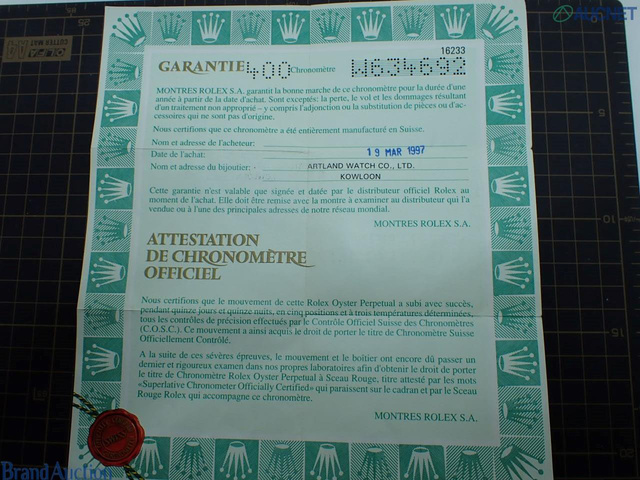 AUC*NET
16233
GARANTIE 400 Chronomètre W634692
MONTRES ROLEX S.A. garantit la bonne marche de ce chronomètre pour la durée d'une
année à partir de la date d'achat. Sont exceptés: la perte, le vol et les dommages résultant
d'un traitement non approprié – y compris l'adjonction ou la substitution de pièces ou d'ac-
cessoires qui ne sont pas d'origine.
Nous certifions que ce chronomètre a été entièrement manufacturé en Suisse.
Nom et adresse de l'acheteur:
Date de l'achat: 19 MAR 1997
Nom et adresse du bijoutier: ARTLAND WATCH CO., LTD.
KOWLOON
Cette garantie n'est valable que signée et datée par le distributeur officiel Rolex au
moment de l'achat. Elle doit être remise avec la montre à examiner au distributeur qui l'a
vendue ou à l'une des principales adresses de notre réseau mondial.
MONTRES ROLEX S.A.
ATTESTATION
DE CHRONOMÈTRE
OFFICIEL
Nous certifions que le mouvement de cette Rolex Oyster Perpetual a subi avec succès,
pendant quinze jours et quinze nuits, en cinq positions et à trois températures déterminées,
tous les contrôles de précision effectués par le Contrôle Officiel Suisse des Chronomètres
(C.O.S.C.). Ce mouvement a ainsi acquis le droit de porter le titre de Chronomètre Suisse
Officiellement Contrôlé.
A la suite de ces sévères épreuves, le mouvement et le boîtier ont encore dû passer un
dernier et rigoureux examen dans nos propres laboratoires afin d'obtenir le droit de porter
le titre de Chronomètre Rolex Oyster Perpetual à Sceau Rouge, titre attesté par les mots
«Superlative Chronometer Officially Certified» qui paraissent sur le cadran et par le Sceau
Rouge Rolex qui accompagne ce chronomètre.
MONTRES ROLEX S.A.
Brand Auction